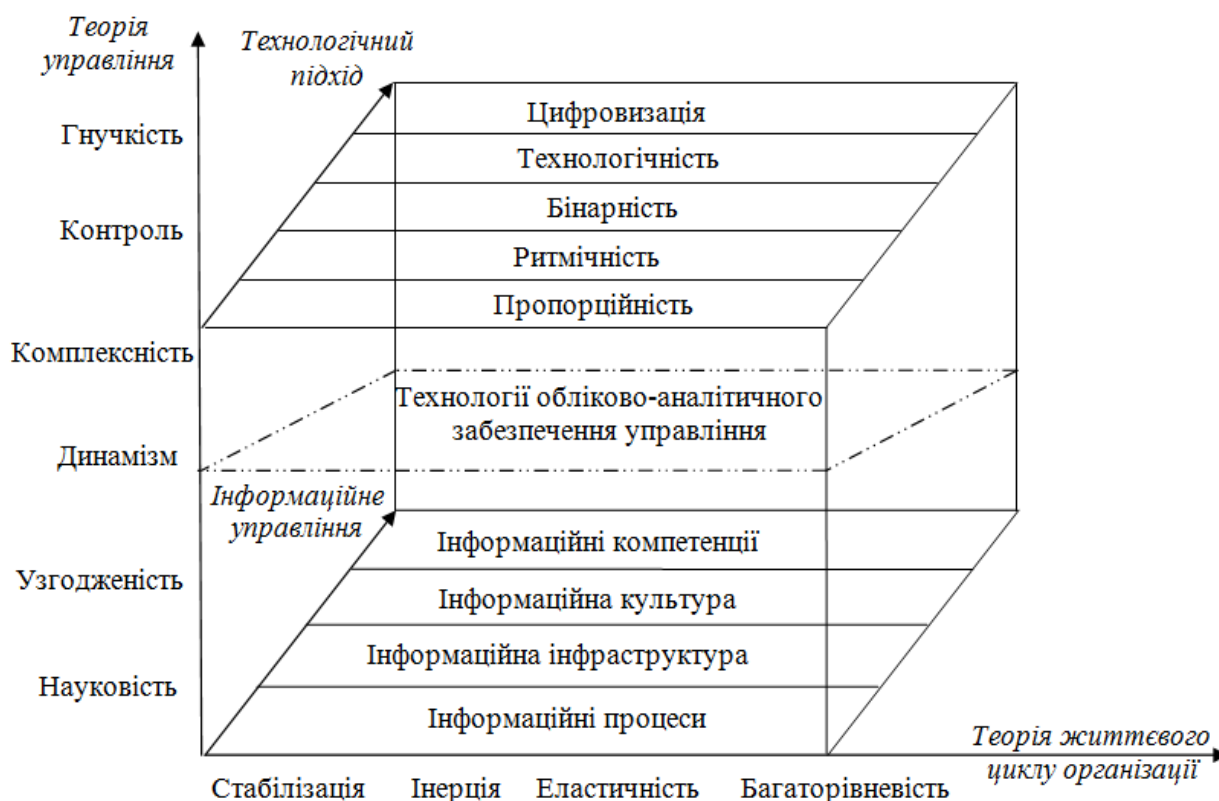 Теорія
управління
Технологічний
підхід
Гнучкість
Контроль
Комплексність
Динамізм
Узгодженість
Науковість
Цифровизація
Технологічність
Бінарність
Ритмічність
Пропорційність
Технології обліково-аналітичного
забезпечення управління
Інформаційне
управління
Інформаційні компетенції
Інформаційна культура
Інформаційна інфраструктура
Інформаційні процеси
Теорія життєвого
циклу організації
Стабілізація
Інерція
Еластичність
Багаторівневість